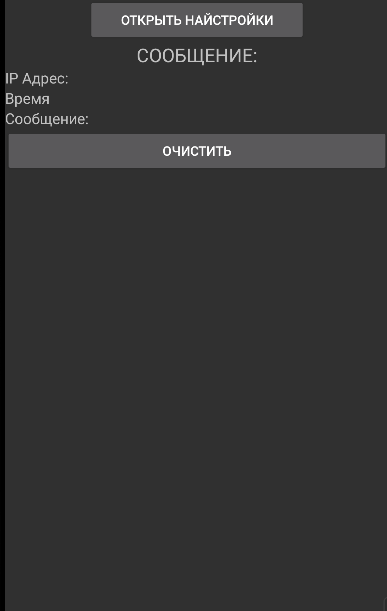 ОТКРЫТЬ НАЙСТРОЙКИ
СООБЩЕНИЕ:
IP Адрес:
Время
Сообщение:
ОЧИСТИТЬ